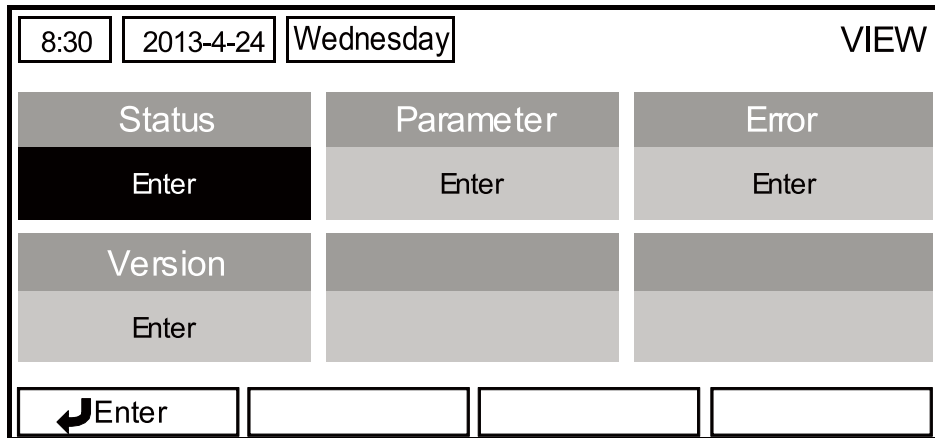 8:30 2013-4-24 Wednesday VIEW
Status Parameter Error
Enter Enter Enter
Version
Enter
Enter